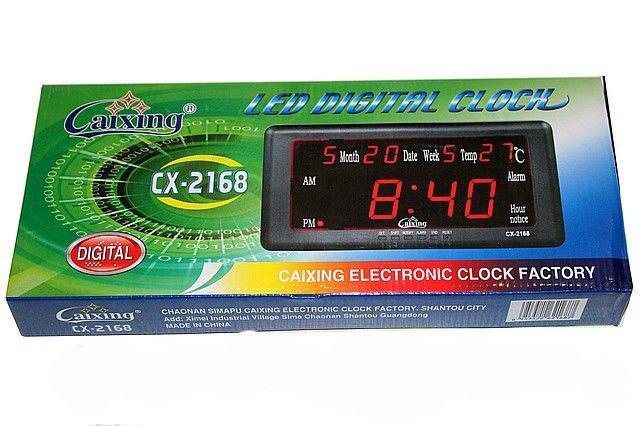 Caixing®
LED DIGITAL CLOCK
CX-2168
DIGITAL
5 Month 20 Date Week 5 Temp 27°C
AM
Alarm
8:40
PM
Hour
notice
Caixing
CX-2168
CAIXING ELECTRONIC CLOCK FACTORY
Caixing
CX-2168
CHAONAN SIMAPU CAIXING ELECTRONIC CLOCK FACTORY. SHANTOU CITY
Add: Ximei Industrial Village Sima Chaonan Shantou Guangdong
MADE IN CHINA